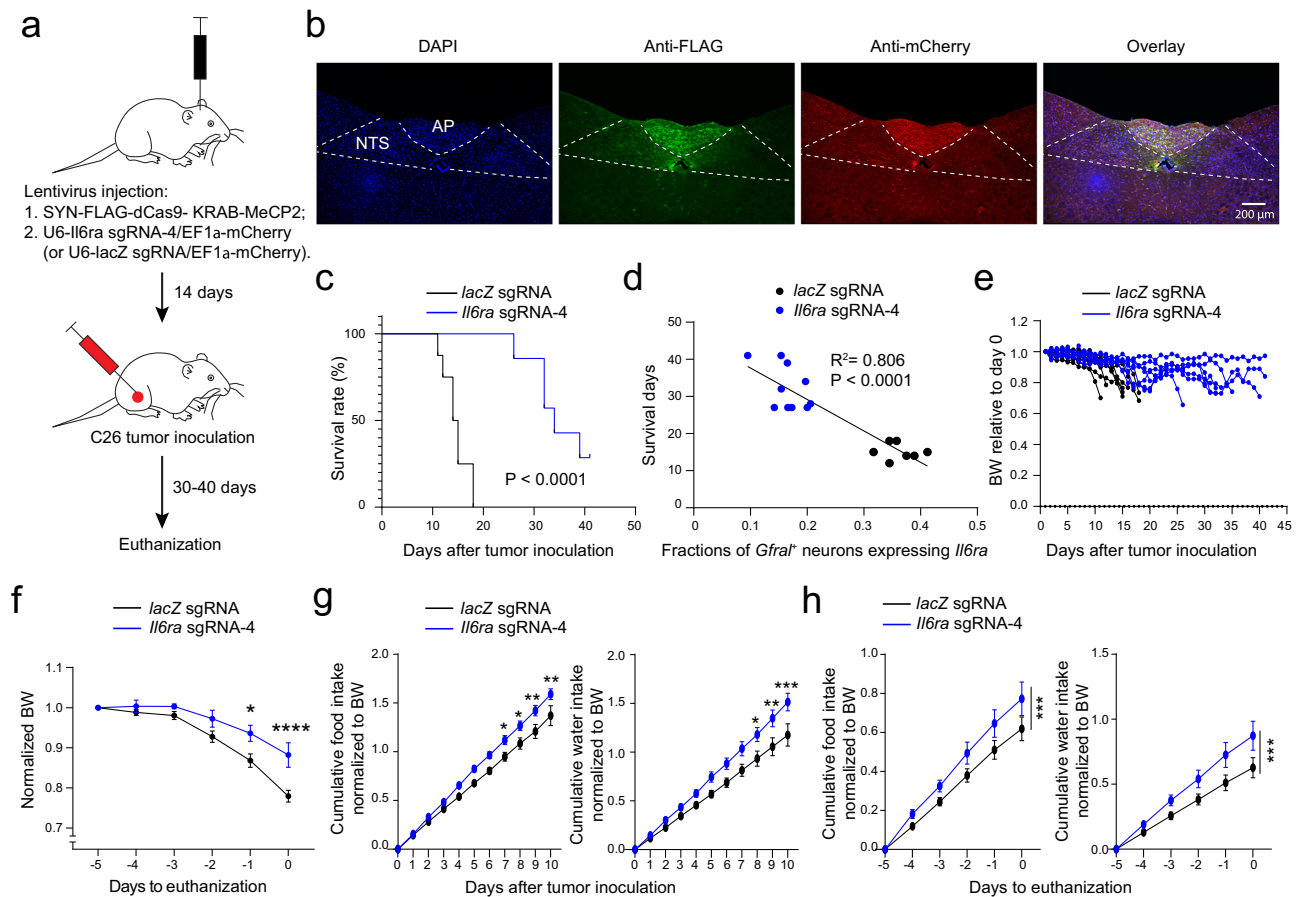 a
Lentivirus injection:
1. SYN-FLAG-dCas9- KRAB-MeCP2;
2. U6-Il6ra sgRNA-4/EF1a-mCherry
(or U6-lacZ sgRNA/EF1a-mCherry).
14 days
C26 tumor inoculation
30-40 days
Euthanization
b
DAPI
Anti-FLAG
Anti-mCherry
Overlay
AP
NTS
200 µm
c
lacZ sgRNA
Il6ra sgRNA-4
Survival rate (%)
100
80
60
40
20
0
P < 0.0001
0 10 20 30 40 50
Days after tumor inoculation
d
lacZ sgRNA
Il6ra sgRNA-4
Survival days
50
40
30
20
10
0
R²= 0.806
P < 0.0001
0 0.1 0.2 0.3 0.4 0.5
Fractions of Gfral⁺ neurons expressing Il6ra
e
lacZ sgRNA
Il6ra sgRNA-4
BW relative to day 0
1.2
1.0
0.8
0.6
0.4
0.2
0.0
0 5 10 15 20 25 30 35 40 45
Days after tumor inoculation
f
lacZ sgRNA
Il6ra sgRNA-4
Normalized BW
1.1
1.0
0.9
0.8
0.7
*
****
-5 -4 -3 -2 -1 0
Days to euthanization
g
lacZ sgRNA
Il6ra sgRNA-4
Cumulative food intake
normalized to BW
2.0
1.5
1.0
0.5
0.0
* * ** **
0 1 2 3 4 5 6 7 8 9 10
Cumulative water intake
normalized to BW
2.0
1.5
1.0
0.5
0.0
* ** ***
0 1 2 3 4 5 6 7 8 9 10
Days after tumor inoculation
h
lacZ sgRNA
Il6ra sgRNA-4
Cumulative food intake
normalized to BW
1.0
0.8
0.6
0.4
0.2
0.0
***
-5 -4 -3 -2 -1 0
Cumulative water intake
normalized to BW
1.5
1.0
0.5
0.0
***
-5 -4 -3 -2 -1 0
Days to euthanization